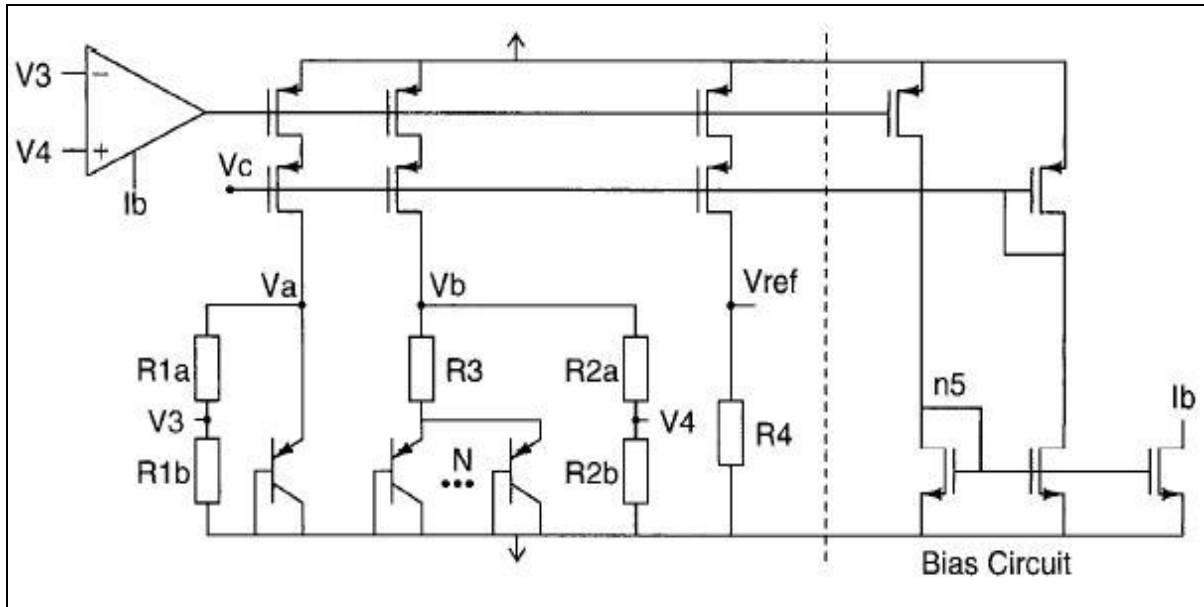 V3
V4
Ib
Vc
Va
Vb
Vref
R1a
R3
R2a
n5
V3
V4
R4
Ib
R1b
N
R2b
Bias Circuit